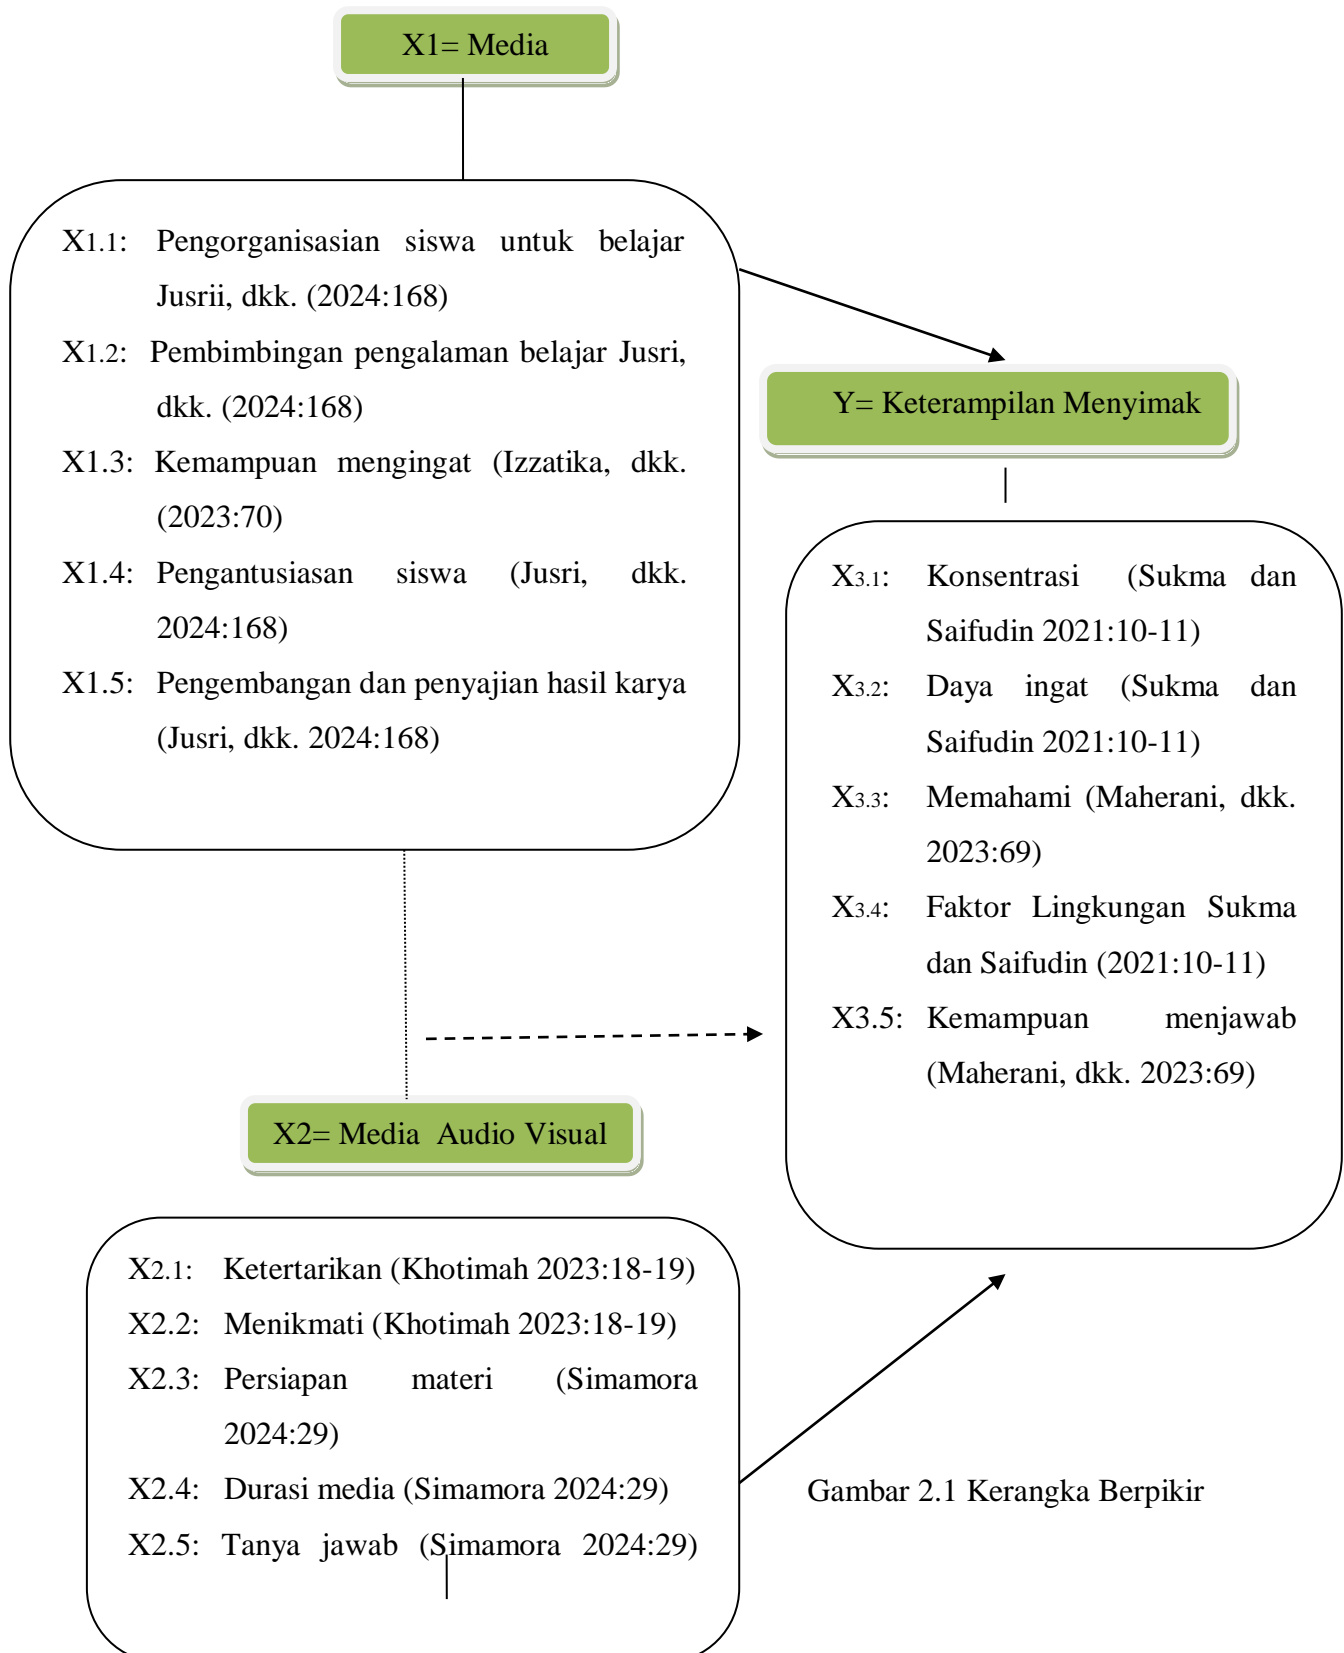 X1= Media
X1.1: Pengorganisasian siswa untuk belajar
Jusrii, dkk. (2024:168)
X1.2: Pembimbingan pengalaman belajar Jusri,
dkk. (2024:168)
X1.3: Kemampuan mengingat (Izzatika, dkk.
(2023:70)
X1.4: Pengantusiasan siswa (Jusri, dkk.
2024:168)
X1.5: Pengembangan dan penyajian hasil karya
(Jusri, dkk. 2024:168)
Y= Keterampilan Menyimak
X3.1: Konsentrasi (Sukma dan
Saifudin 2021:10-11)
X3.2: Daya ingat (Sukma dan
Saifudin 2021:10-11)
X3.3: Memahami (Maherani, dkk.
2023:69)
X3.4: Faktor Lingkungan Sukma
dan Saifudin (2021:10-11)
X3.5: Kemampuan menjawab
(Maherani, dkk. 2023:69)
X2= Media Audio Visual
X2.1: Ketertarikan (Khotimah 2023:18-19)
X2.2: Menikmati (Khotimah 2023:18-19)
X2.3: Persiapan materi (Simamora
2024:29)
X2.4: Durasi media (Simamora 2024:29)
X2.5: Tanya jawab (Simamora 2024:29)
Gambar 2.1 Kerangka Berpikir